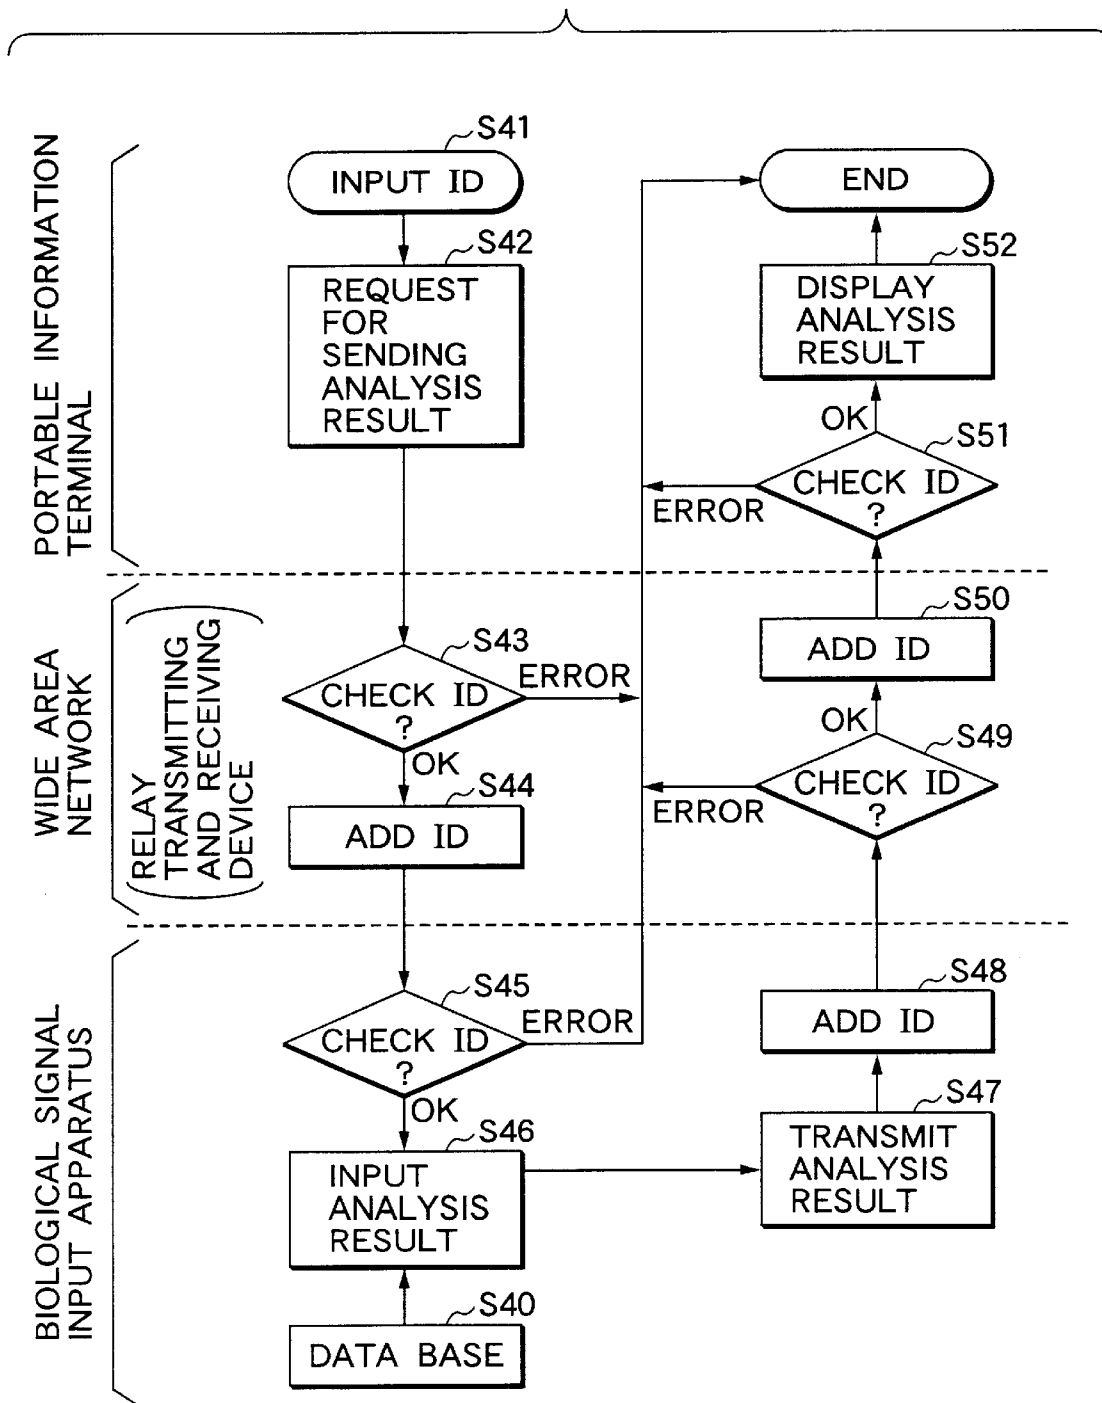 PORTABLE INFORMATION
TERMINAL
S41
INPUT ID
S42
REQUEST
FOR
SENDING
ANALYSIS
RESULT
END
S52
DISPLAY
ANALYSIS
RESULT
OK
S51
CHECK ID
?
ERROR
WIDE AREA
NETWORK
RELAY
TRANSMITTING
AND RECEIVING
DEVICE
S43
CHECK ID
?
ERROR
OK
S44
ADD ID
S50
ADD ID
OK
S49
CHECK ID
?
ERROR
BIOLOGICAL SIGNAL
INPUT APPARATUS
S45
CHECK ID
?
ERROR
OK
S46
INPUT
ANALYSIS
RESULT
S40
DATA BASE
S48
ADD ID
S47
TRANSMIT
ANALYSIS
RESULT